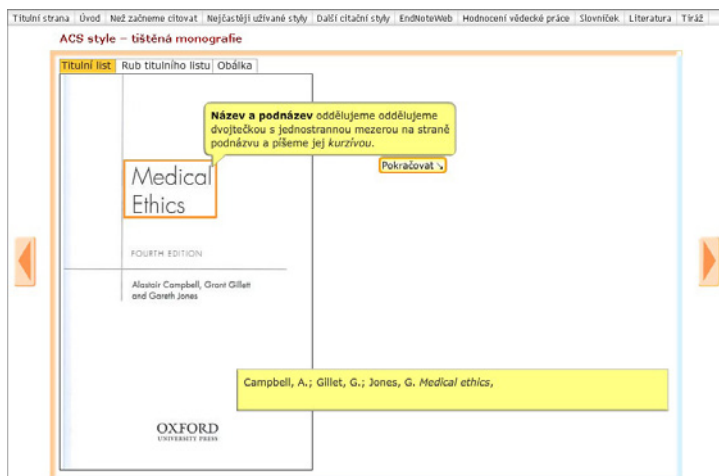 Titulní strana Úvod Než začneme citovat Nejčastěji užívané styly Další citační styly EndNoteWeb Hodnocení vědecké práce Slovníček Literatura Tiráž
ACS style – tištěná monografie
Titulní list Rub titulního listu Obálka
Název a podnázev oddělujeme oddělujeme
dvojtečkou s jednostrannou mezerou na straně
podnázvu a píšeme jej kurzívou.
Pokračovat
Medical
Ethics
FOURTH EDITION
Alastair Campbell, Grant Gillett
and Gareth Jones
Campbell, A.; Gillet, G.; Jones, G. Medical ethics,
OXFORD
UNIVERSITY PRESS